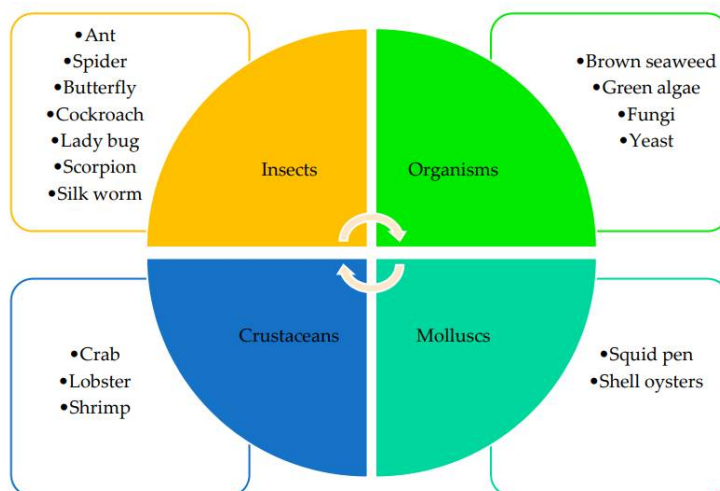 •Ant
•Spider
•Butterfly
•Cockroach
•Lady bug
•Scorpion
•Silk worm
Insects
Organisms
•Brown seaweed
•Green algae
•Fungi
•Yeast
•Crab
•Lobster
•Shrimp
Crustaceans
Molluscs
•Squid pen
•Shell oysters